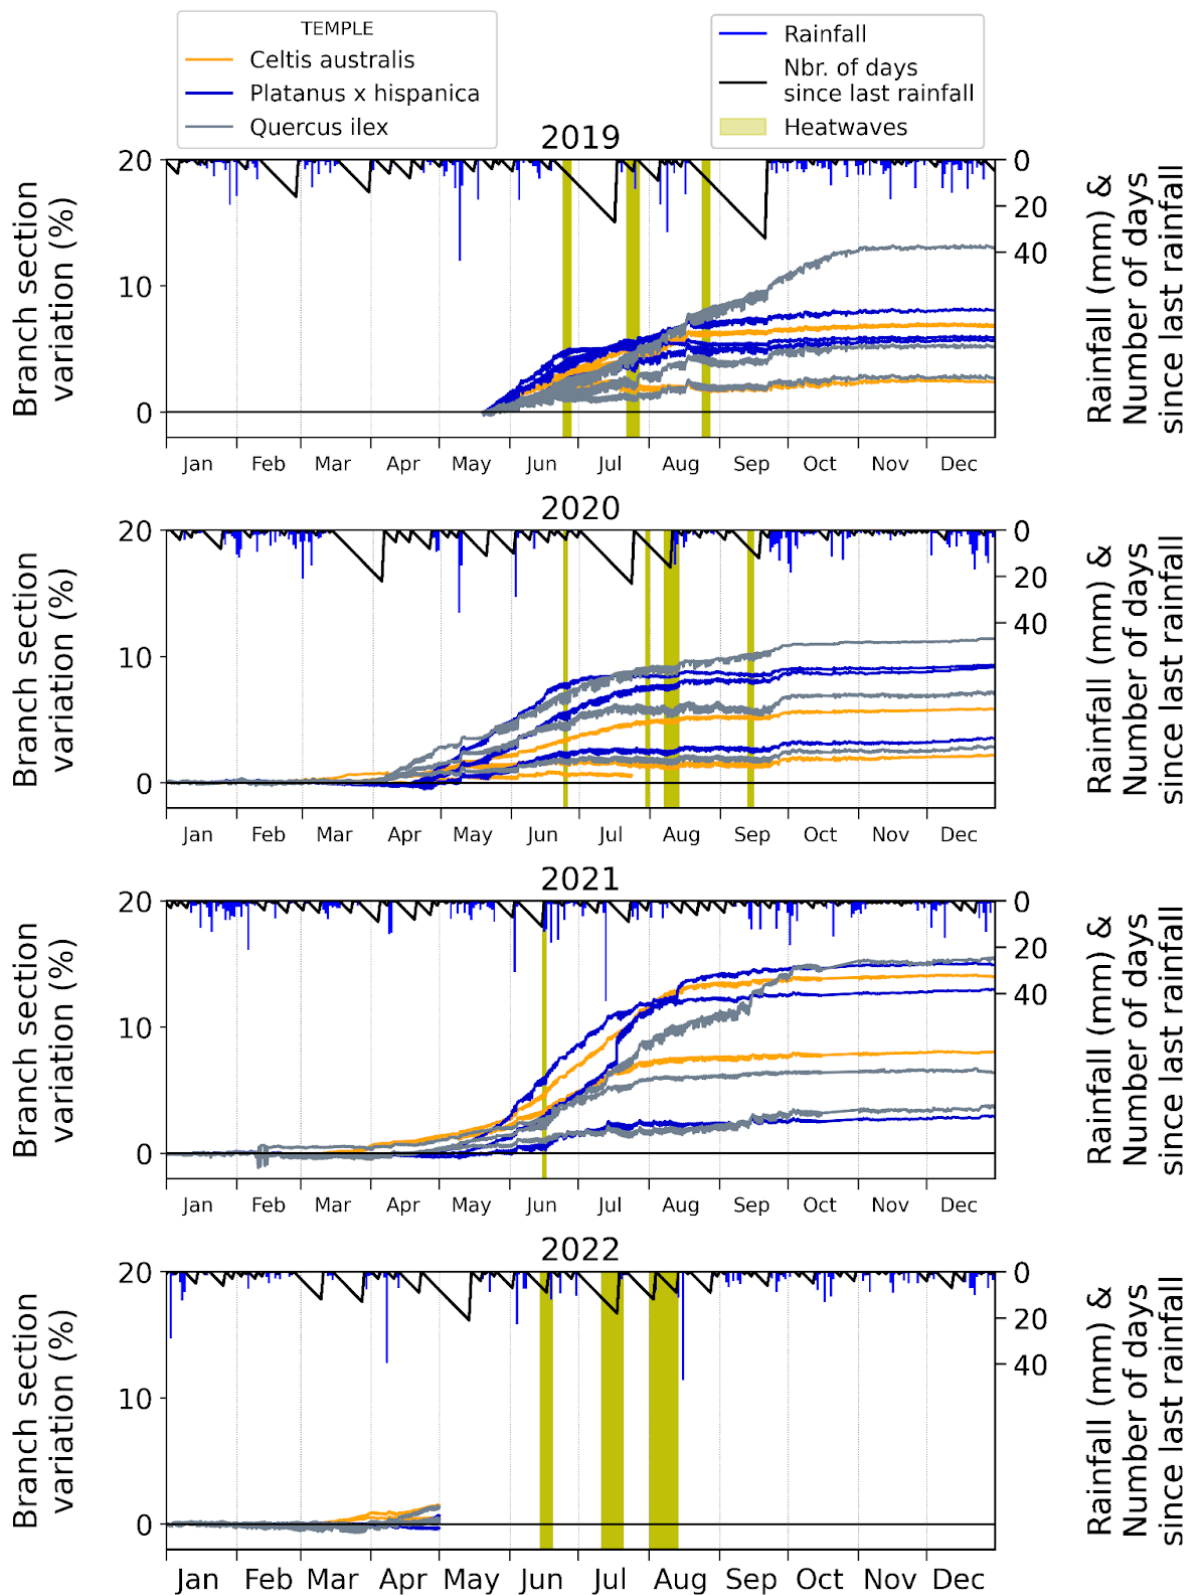 TEMPLE
Celtis australis
Platanus x hispanica
Quercus ilex
Rainfall
Nbr. of days
since last rainfall
Heatwaves
2019
Branch section
variation (%)
20
10
0
0
20
40
Rainfall (mm) &
Number of days
since last rainfall
Jan Feb Mar Apr May Jun Jul Aug Sep Oct Nov Dec
2020
Branch section
variation (%)
20
10
0
0
20
40
Rainfall (mm) &
Number of days
since last rainfall
Jan Feb Mar Apr May Jun Jul Aug Sep Oct Nov Dec
2021
Branch section
variation (%)
20
10
0
0
20
40
Rainfall (mm) &
Number of days
since last rainfall
Jan Feb Mar Apr May Jun Jul Aug Sep Oct Nov Dec
2022
Branch section
variation (%)
20
10
0
0
20
40
Rainfall (mm) &
Number of days
since last rainfall
Jan Feb Mar Apr May Jun Jul Aug Sep Oct Nov Dec